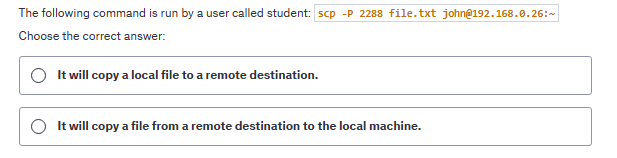 The following command is run by a user called student: scp -P 2288 file.txt john@192.168.0.26:~
Choose the correct answer:
It will copy a local file to a remote destination.
It will copy a file from a remote destination to the local machine.